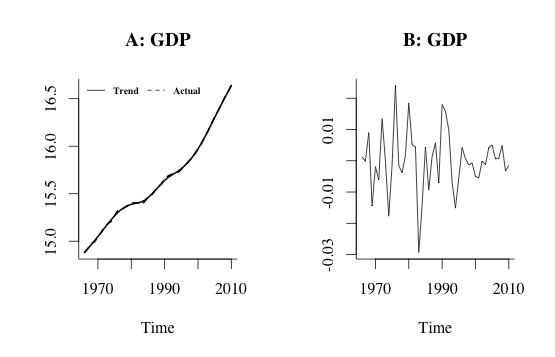 A: GDP
Trend
Actual
16.5
16.0
15.5
15.0
1970
1990
2010
Time
B: GDP
0.01
-0.01
-0.03
1970
1990
2010
Time